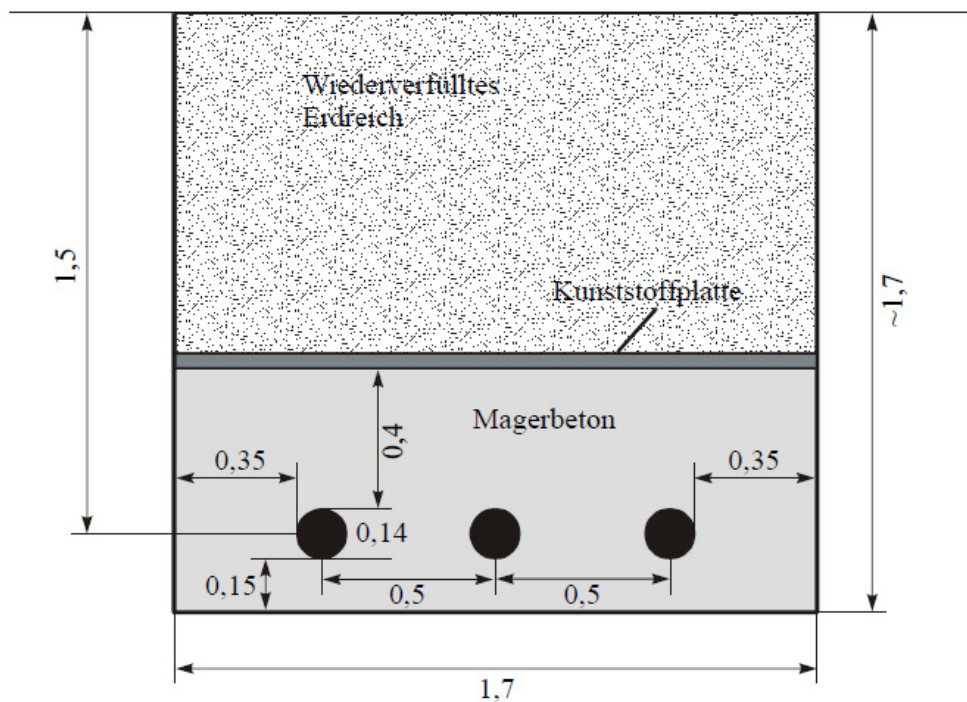 Wiederverfülltes
Erdreich
1,5
~1,7
Kunststoffplatte
Magerbeton
0,4
0,35
0,35
0,14
0,15
0,5
0,5
1,7